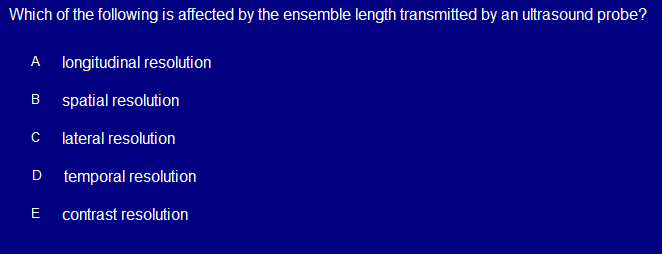 Which of the following is affected by the ensemble length transmitted by an ultrasound probe?
A longitudinal resolution
B spatial resolution
C lateral resolution
D temporal resolution
E contrast resolution